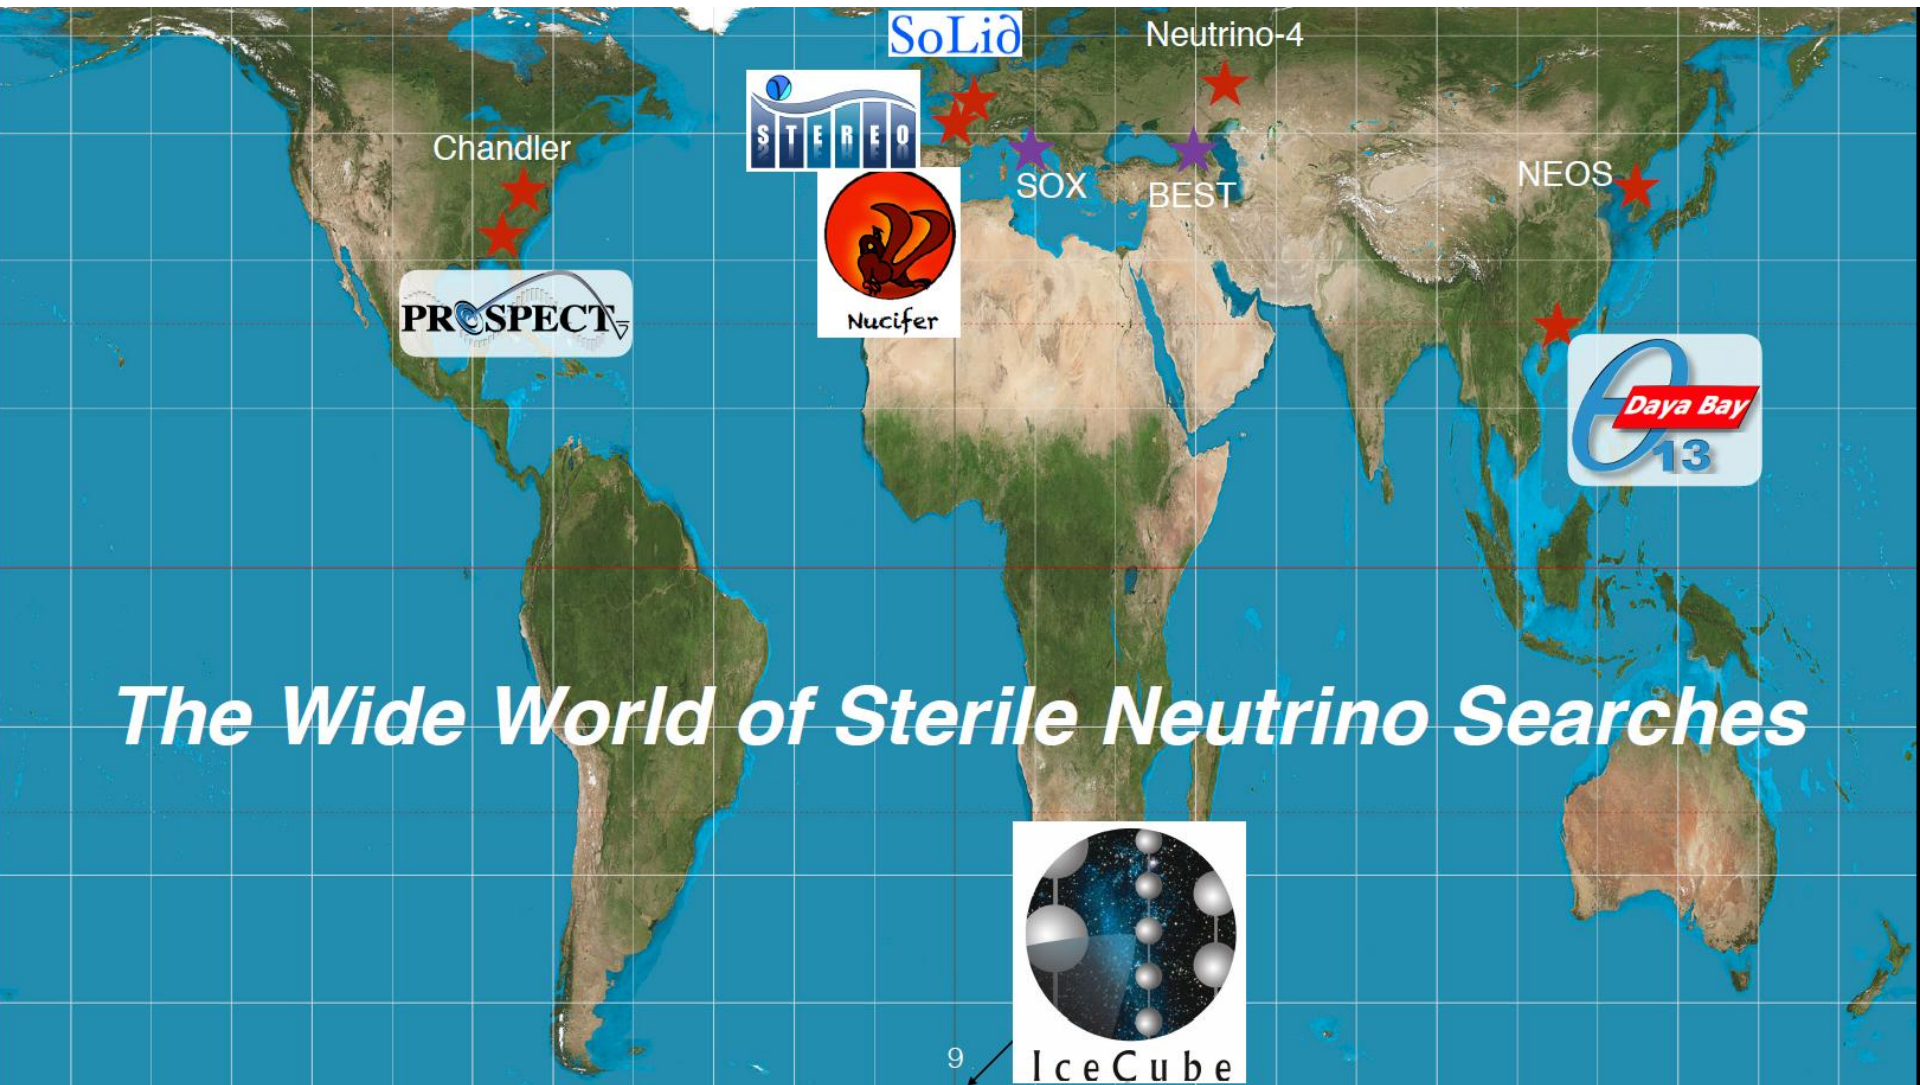 SoLid
Neutrino-4
STEREO
Chandler
SOX
BEST
NEOS
Nucifer
PROSPECT
Daya Bay
θ13
The Wide World of Sterile Neutrino Searches
9
IceCube